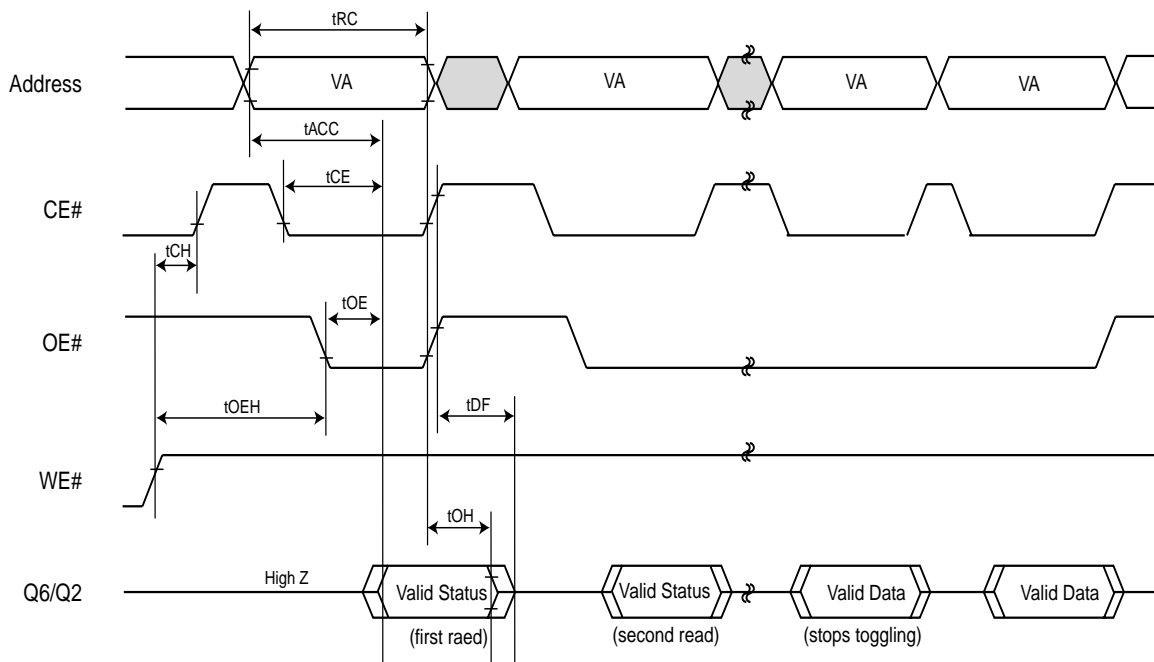 tRC
Address VA VA VA VA
tACC
tCE
CE#
tCH
tOE
OE#
tOEH tDF
WE#
tOH
High Z
Q6/Q2 Valid Status Valid Status Valid Data Valid Data
(first raed) (second read) (stops toggling)